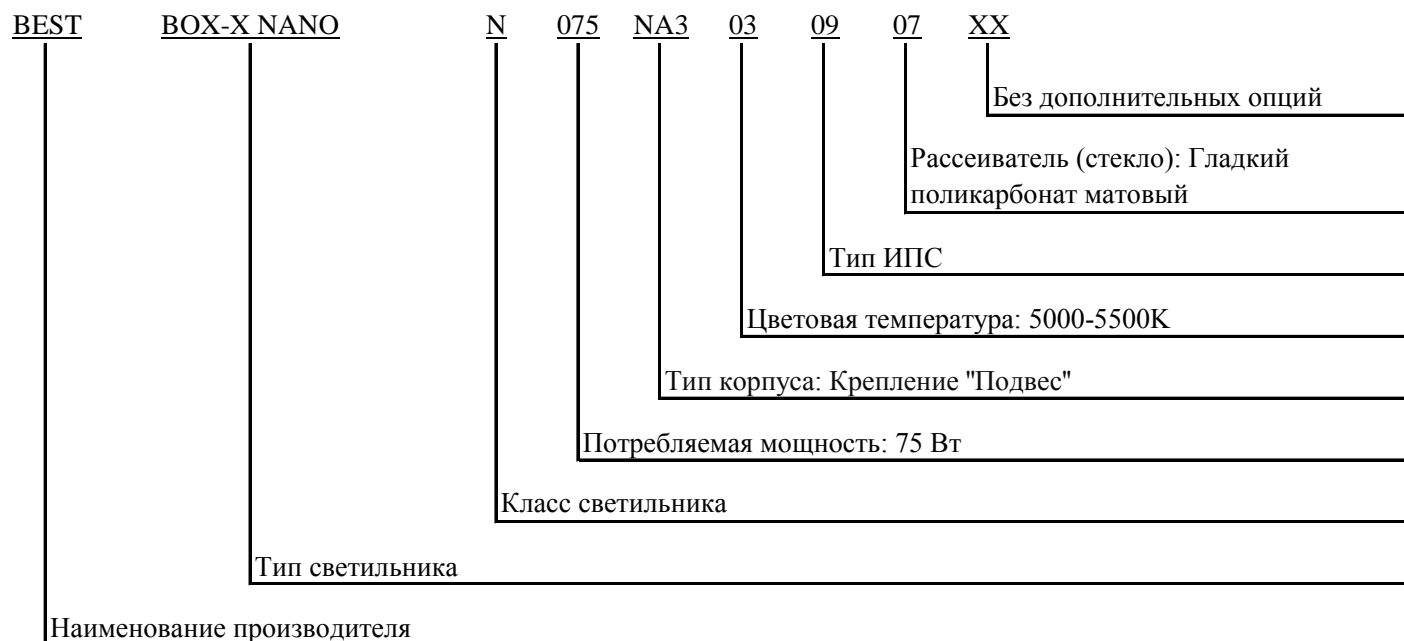 BEST BOX-X NANO N 075 NA3 03 09 07 XX
Без дополнительных опций
Рассеиватель (стекло): Гладкий
поликарбонат матовый
Тип ИПС
Цветовая температура: 5000-5500K
Тип корпуса: Крепление "Подвес"
Потребляемая мощность: 75 Вт
Класс светильника
Тип светильника
Наименование производителя